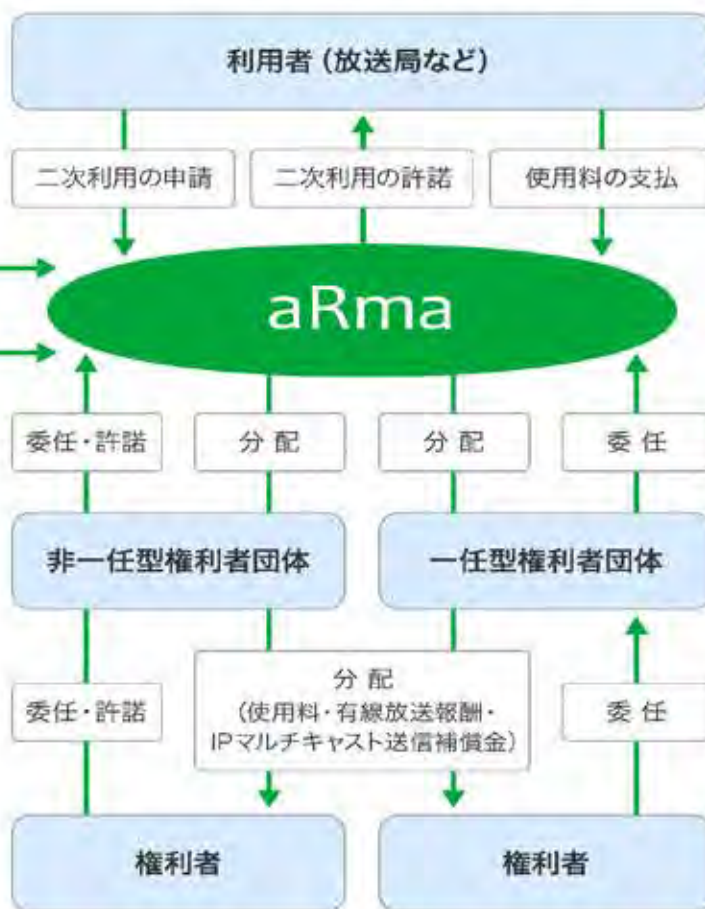 利用者(放送局など)
二次利用の申請
二次利用の許諾
使用料の支払
aRma
委任・許諾
分配
分配
委任
非一任型権利者団体
一任型権利者団体
委任・許諾
分配
(使用料・有線放送報酬・
IPマルチキャスト送信補償金)
委任
権利者
権利者